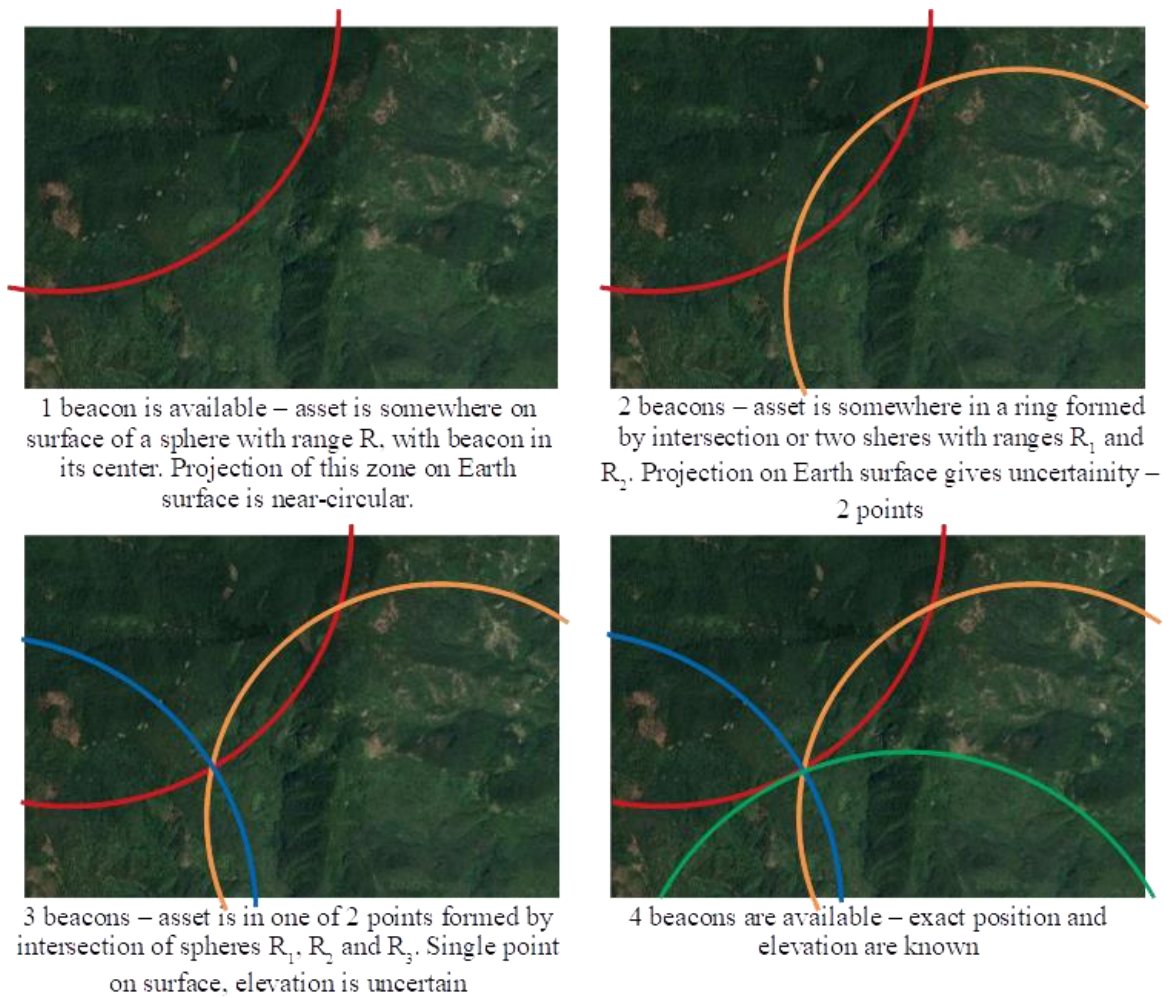 1 beacon is available – asset is somewhere on
surface of a sphere with range R, with beacon in
its center. Projection of this zone on Earth
surface is near-circular.
2 beacons – asset is somewhere in a ring formed
by intersection or two sheres with ranges R₁ and
R₂. Projection on Earth surface gives uncertainity –
2 points
3 beacons – asset is in one of 2 points formed by
intersection of spheres R₁, R₂ and R₃. Single point
on surface, elevation is uncertain
4 beacons are available – exact position and
elevation are known